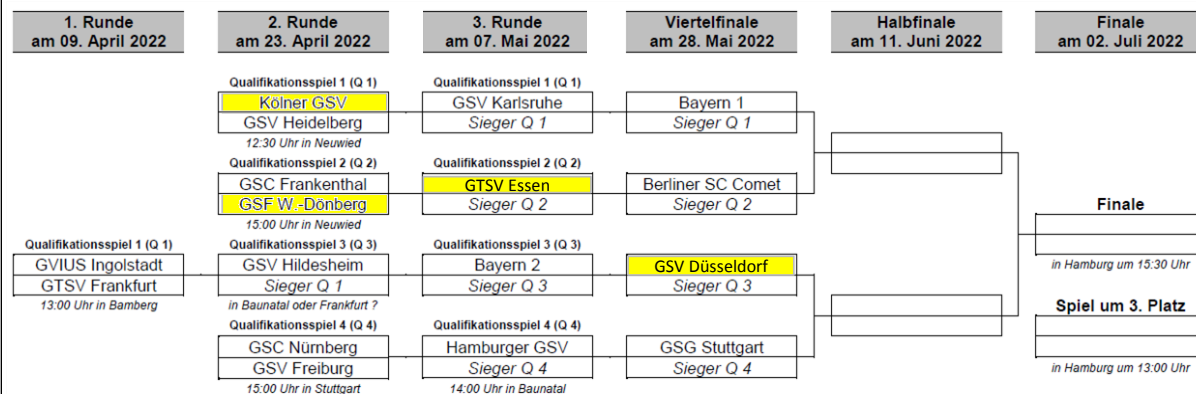 1. Runde
am 09. April 2022
2. Runde
am 23. April 2022
3. Runde
am 07. Mai 2022
Viertelfinale
am 28. Mai 2022
Halbfinale
am 11. Juni 2022
Finale
am 02. Juli 2022
Qualifikationsspiel 1 (Q 1)
GVIUS Ingolstadt
GTSV Frankfurt
13:00 Uhr in Bamberg
Qualifikationsspiel 1 (Q 1)
Kölner GSV
GSV Heidelberg
12:30 Uhr in Neuwied
Qualifikationsspiel 2 (Q 2)
GSC Frankenthal
GSF W.-Dönberg
15:00 Uhr in Neuwied
Qualifikationsspiel 3 (Q 3)
GSV Hildesheim
Sieger Q 1
in Baunatal oder Frankfurt ?
Qualifikationsspiel 4 (Q 4)
GSC Nürnberg
GSV Freiburg
15:00 Uhr in Stuttgart
Qualifikationsspiel 1 (Q 1)
GSV Karlsruhe
Sieger Q 1
Qualifikationsspiel 2 (Q 2)
GTSV Essen
Sieger Q 2
Qualifikationsspiel 3 (Q 3)
Bayern 2
Sieger Q 3
Qualifikationsspiel 4 (Q 4)
Hamburger GSV
Sieger Q 4
14:00 Uhr in Baunatal
Bayern 1
Sieger Q 1
Berliner SC Comet
Sieger Q 2
GSV Düsseldorf
Sieger Q 3
GSG Stuttgart
Sieger Q 4
Finale
in Hamburg um 15:30 Uhr
Spiel um 3. Platz
in Hamburg um 13:00 Uhr